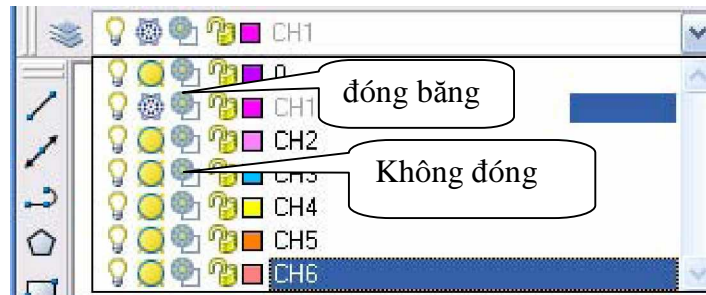 CH1
0
CH1
đóng băng
CH2
CH3
Không đóng
CH4
CH5
CH6